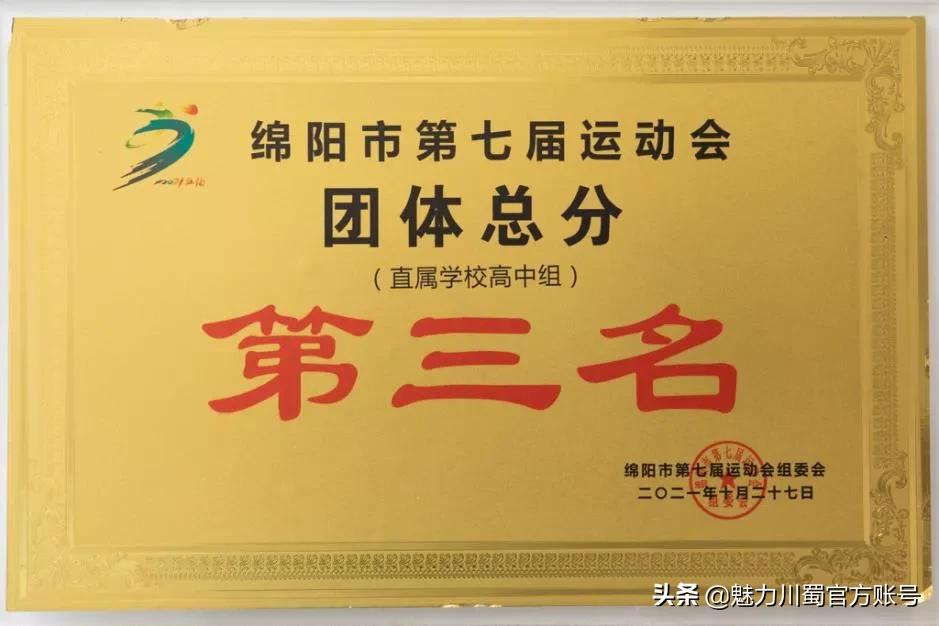 绵阳市第七届运动会
团体总分
（直属学校高中组）
第三名
绵阳市第七届运动会组委会
二〇二一年十月二十七日
头条 @魅力川蜀官方账号